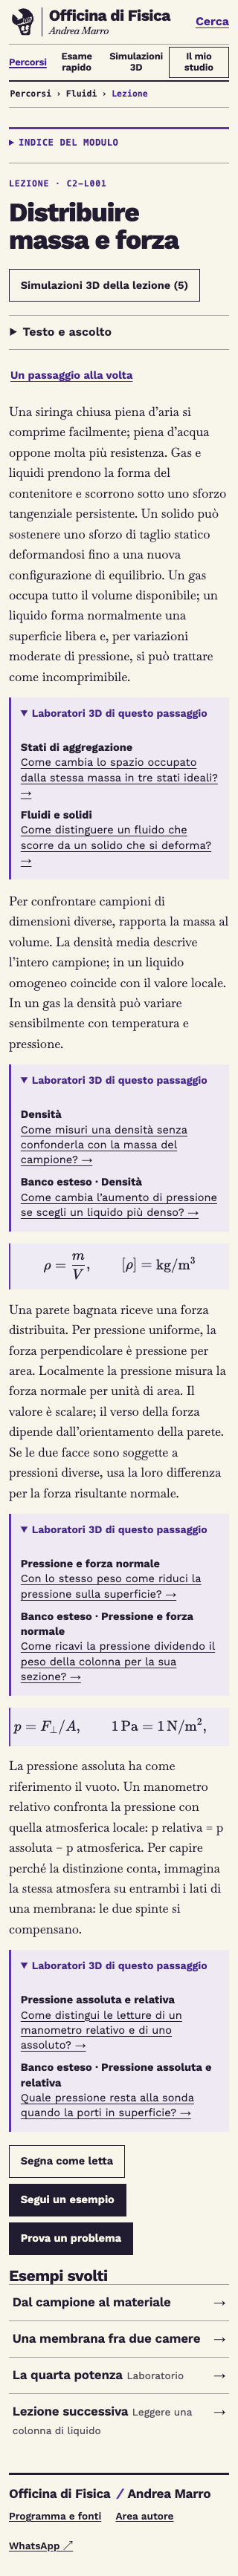 Officina di Fisica
Andrea Marro
Cerca
Percorsi
Esame rapido
Simulazioni 3D
Il mio studio
Percorsi › Fluidi › Lezione
▸ INDICE DEL MODULO
LEZIONE · C2–L001
Distribuire
massa e forza
Simulazioni 3D della lezione (5)
▸ Testo e ascolto
Un passaggio alla volta
Una siringa chiusa piena d’aria si
comprime facilmente; piena d’acqua
oppone molta più resistenza. Gas e
liquidi prendono la forma del
contenitore e scorrono sotto uno sforzo
tangenziale persistente. Un solido può
sostenere uno sforzo di taglio statico
deformandosi fino a una nuova
configurazione di equilibrio. Un gas
occupa tutto il volume disponibile; un
liquido forma normalmente una
superficie libera e, per variazioni
moderate di pressione, si può trattare
come incomprimibile.
▾ Laboratori 3D di questo passaggio
Stati di aggregazione
Come cambia lo spazio occupato
dalla stessa massa in tre stati ideali?
→
Fluidi e solidi
Come distinguere un fluido che
scorre da un solido che si deforma?
→
Per confrontare campioni di
dimensioni diverse, rapporta la massa al
volume. La densità media descrive
l’intero campione; in un liquido
omogeneo coincide con il valore locale.
In un gas la densità può variare
sensibilmente con temperatura e
pressione.
▾ Laboratori 3D di questo passaggio
Densità
Come misuri una densità senza
confonderla con la massa del
campione? →
Banco esteso · Densità
Come cambia l’aumento di pressione
se scegli un liquido più denso? →
ρ = m/V, [ρ] = kg/m³
Una parete bagnata riceve una forza
distribuita. Per pressione uniforme, la
forza perpendicolare è pressione per
area. Localmente la pressione misura la
forza normale per unità di area. Il
valore è scalare; il verso della forza
dipende dall’orientamento della parete.
Se le due facce sono soggette a
pressioni diverse, usa la loro differenza
per la forza risultante normale.
▾ Laboratori 3D di questo passaggio
Pressione e forza normale
Con lo stesso peso come riduci la
pressione sulla superficie? →
Banco esteso · Pressione e forza
normale
Come ricavi la pressione dividendo il
peso della colonna per la sua
sezione? →
p = F⊥/A, 1 Pa = 1 N/m²,
La pressione assoluta ha come
riferimento il vuoto. Un manometro
relativo confronta la pressione con
quella atmosferica locale: p relativa = p
assoluta − p atmosferica. Per capire
perché la distinzione conta, immagina
la stessa atmosfera su entrambi i lati di
una membrana: le due spinte si
compensano.
▾ Laboratori 3D di questo passaggio
Pressione assoluta e relativa
Come distingui le letture di un
manometro relativo e di uno
assoluto? →
Banco esteso · Pressione assoluta e
relativa
Quale pressione resta alla sonda
quando la porti in superficie? →
Segna come letta
Segui un esempio
Prova un problema
Esempi svolti
Dal campione al materiale →
Una membrana fra due camere →
La quarta potenza Laboratorio →
Lezione successiva Leggere una →
colonna di liquido
Officina di Fisica / Andrea Marro
Programma e fonti
Area autore
WhatsApp ↗